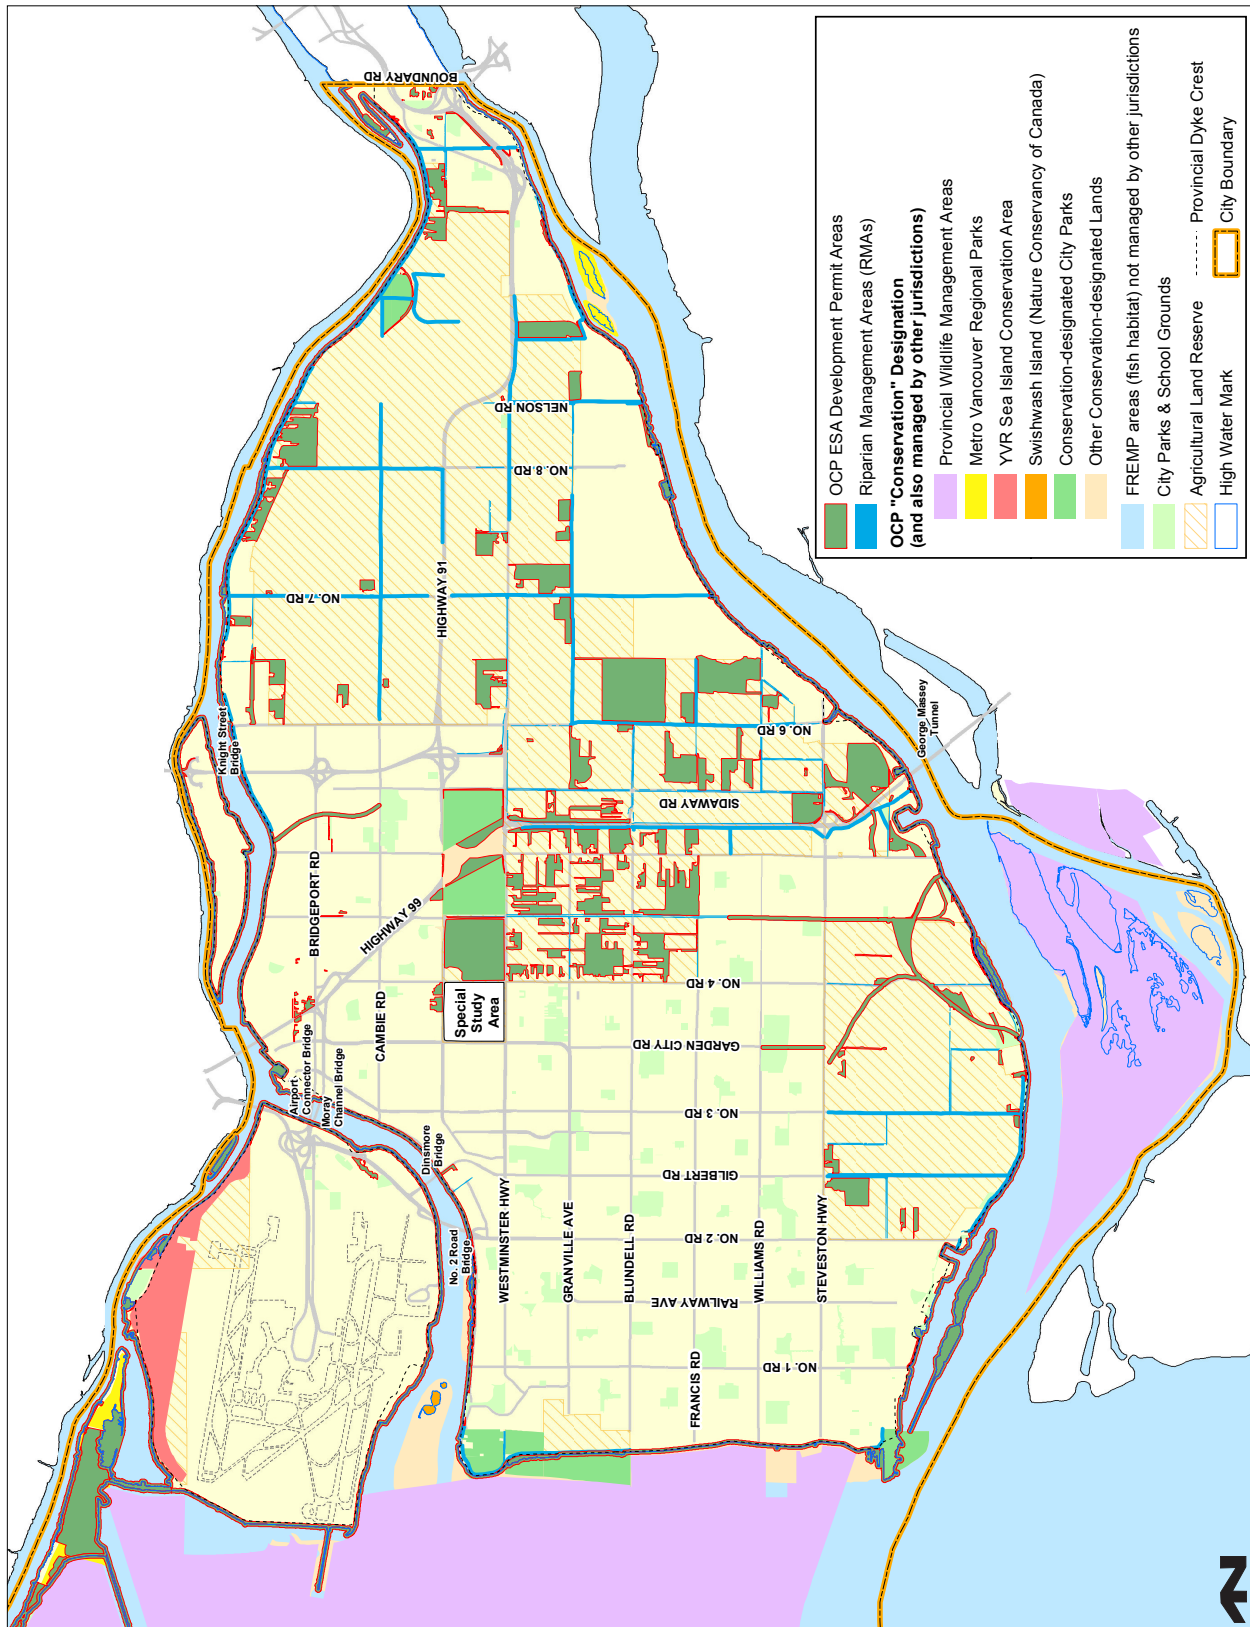 BOUNDARY RD
Knight Street
Bridge
BRIDGEPORT RD
HIGHWAY 99
CAMBIE RD
Airport
Connector Bridge
Moray
Channel Bridge
Dinsmore
Bridge
No. 2 Road
Bridge
NO. 7 RD
HIGHWAY 91
NELSON RD
NO. 8 RD
NO. 6 RD
SIDAWAY RD
George Massey
Tunnel
Special
Study
Area
NO. 4 RD
GARDEN CITY RD
NO. 3 RD
GILBERT RD
NO. 2 RD
RAILWAY AVE
NO. 1 RD
WESTMINSTER HWY
GRANVILLE AVE
BLUNDELL RD
FRANCIS RD
WILLIAMS RD
STEVESTON HWY
OCP ESA Development Permit Areas
Riparian Management Areas (RMAs)
OCP "Conservation" Designation
(and also managed by other jurisdictions)
Provincial Wildlife Management Areas
Metro Vancouver Regional Parks
YVR Sea Island Conservation Area
Swishwash Island (Nature Conservancy of Canada)
Conservation-designated City Parks
Other Conservation-designated Lands
FREMP areas (fish habitat) not managed by other jurisdictions
City Parks & School Grounds
Agricultural Land Reserve
Provincial Dyke Crest
High Water Mark
City Boundary
N